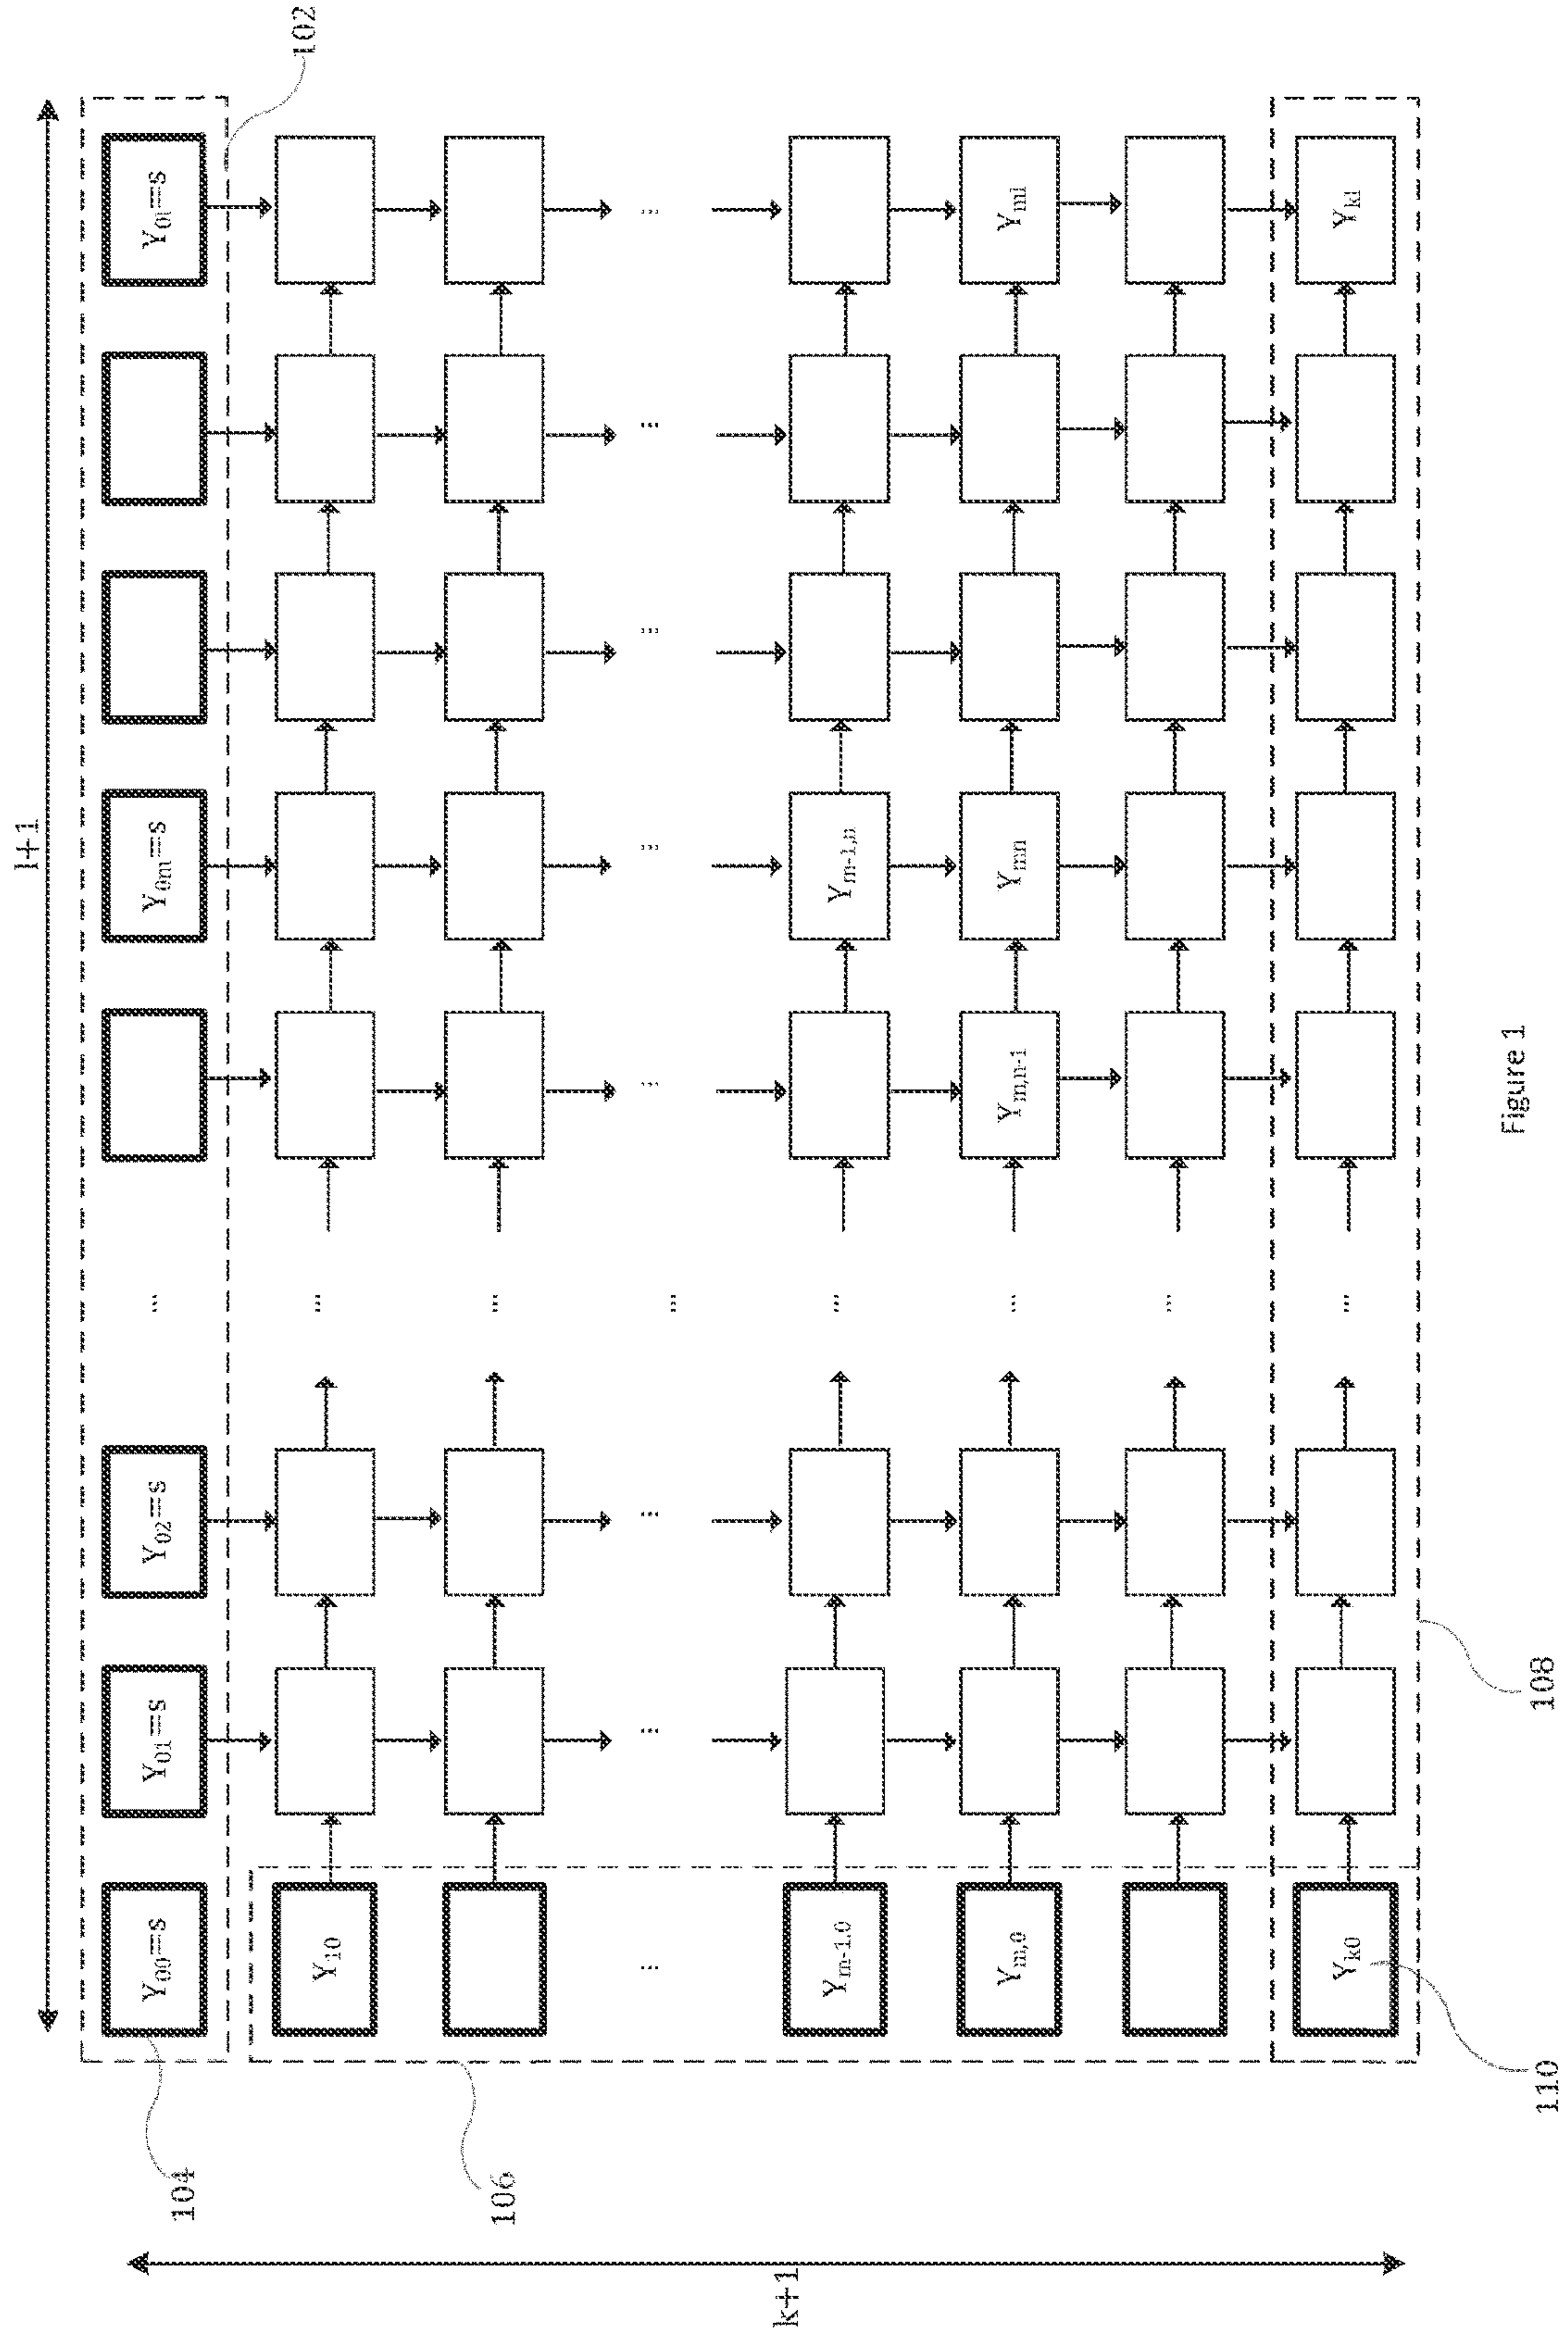 l+1
102
Y00=s
Y01=s
Y02=s
...
Y0m=s
Y0l=s
104
Y10
...
106
...
... ... ... ... ... ... ...
Ym-1.0
...
Ym-1,n
Ym,0
...
Ym,n-1
Ymn
Yml
...
Yk0
...
Ykl
110
108
k+1
Figure 1